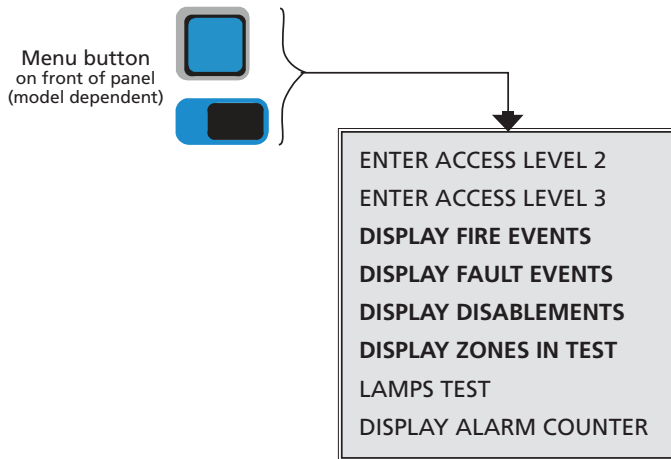 Menu button
on front of panel
(model dependent)
ENTER ACCESS LEVEL 2
ENTER ACCESS LEVEL 3
DISPLAY FIRE EVENTS
DISPLAY FAULT EVENTS
DISPLAY DISABLEMENTS
DISPLAY ZONES IN TEST
LAMPS TEST
DISPLAY ALARM COUNTER